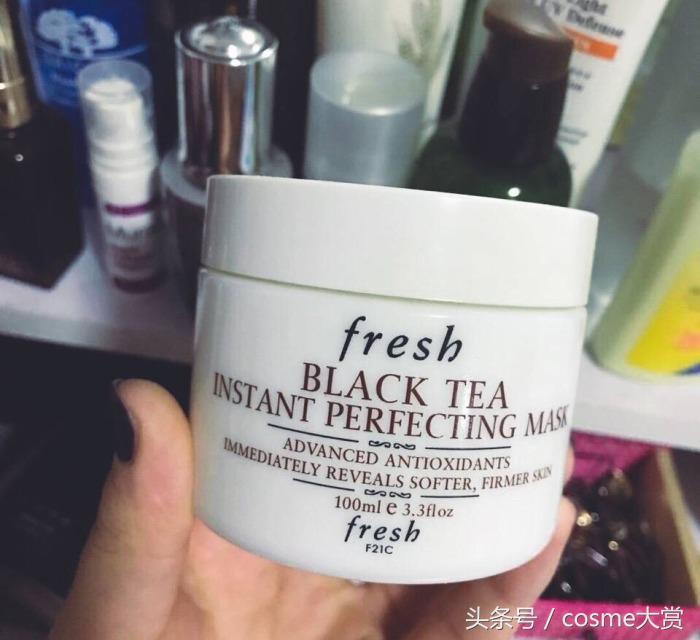 Defense
fresh
BLACK TEA
INSTANT PERFECTING MASK
ADVANCED ANTIOXIDANTS
IMMEDIATELY REVEALS SOFTER, FIRMER SKIN
100ml e 3.3floz
fresh
F21C
头条号 / cosme大赏